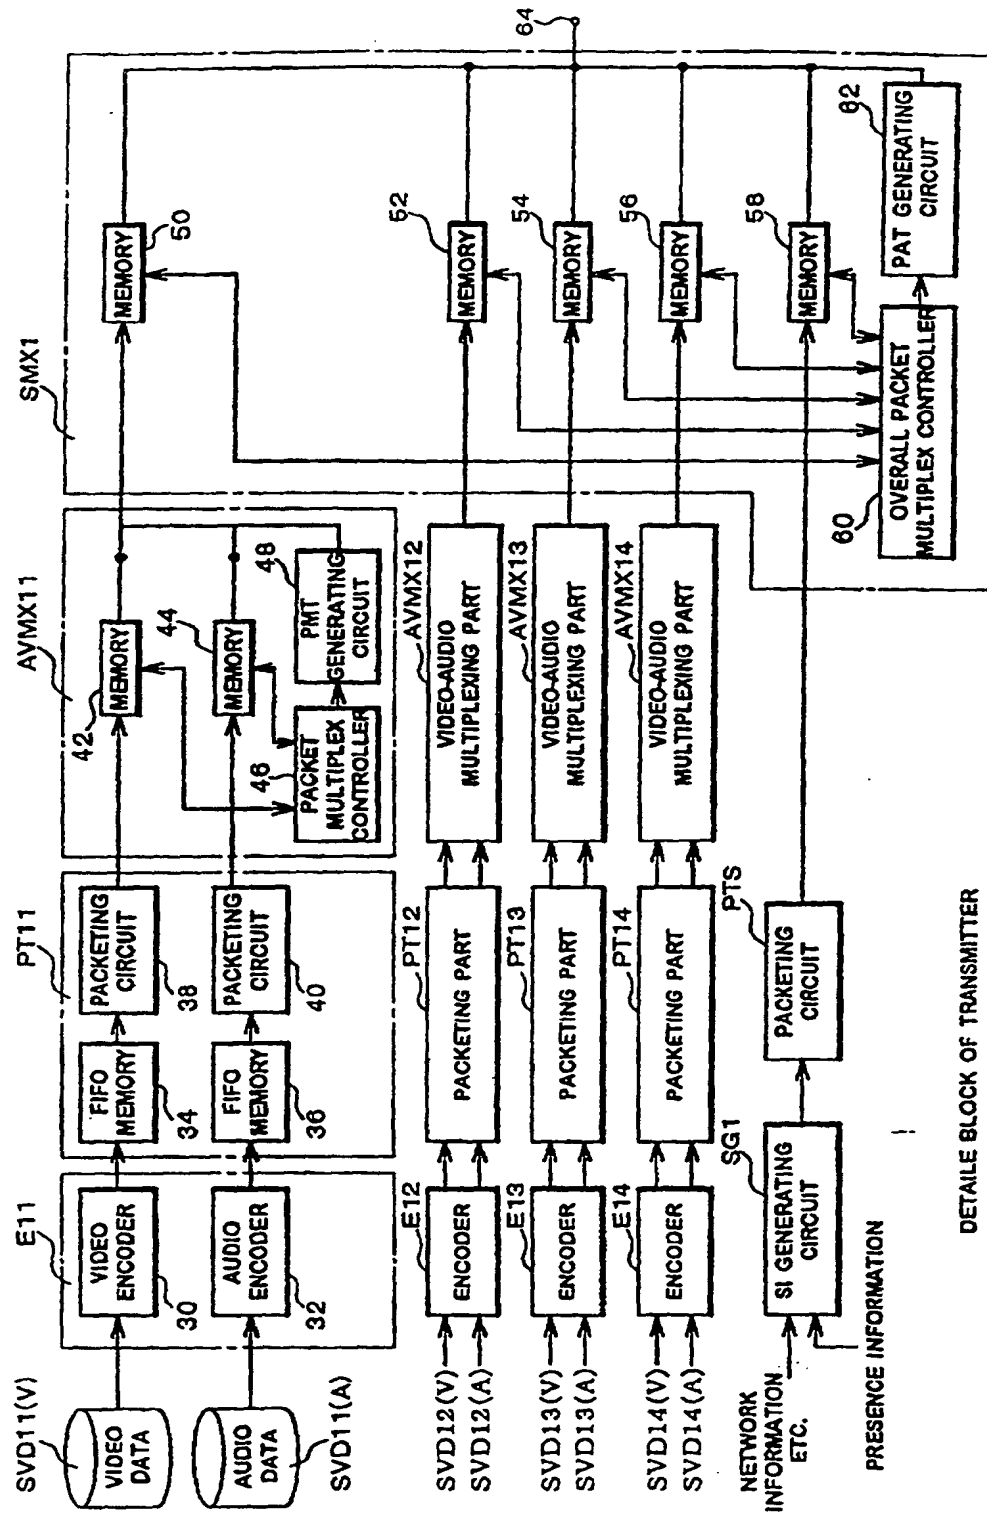 SVD11(V)
VIDEO
DATA
E11
VIDEO
ENCODER
30
PT11
FIFO
MEMORY
34
PACKETING
CIRCUIT
38
AVMX11
42
MEMORY
SMX1
MEMORY
50
64
AUDIO
DATA
SVD11(A)
AUDIO
ENCODER
32
FIFO
MEMORY
36
PACKETING
CIRCUIT
40
44
MEMORY
46
PACKET
MULTIPLEX
CONTROLLER
48
PMT
GENERATING
CIRCUIT
SVD12(V)
SVD12(A)
E12
ENCODER
PT12
PACKETING PART
AVMX12
VIDEO-AUDIO
MULTIPLEXING PART
52
MEMORY
SVD13(V)
SVD13(A)
E13
ENCODER
PT13
PACKETING PART
AVMX13
VIDEO-AUDIO
MULTIPLEXING PART
54
MEMORY
SVD14(V)
SVD14(A)
E14
ENCODER
PT14
PACKETING PART
AVMX14
VIDEO-AUDIO
MULTIPLEXING PART
56
MEMORY
NETWORK
INFORMATION
ETC.
PRESENCE INFORMATION
SG1
SI GENERATING
CIRCUIT
PTS
PACKETING
CIRCUIT
58
MEMORY
60
OVERALL PACKET
MULTIPLEX CONTROLLER
62
PAT GENERATING
CIRCUIT
DETAILE BLOCK OF TRANSMITTER